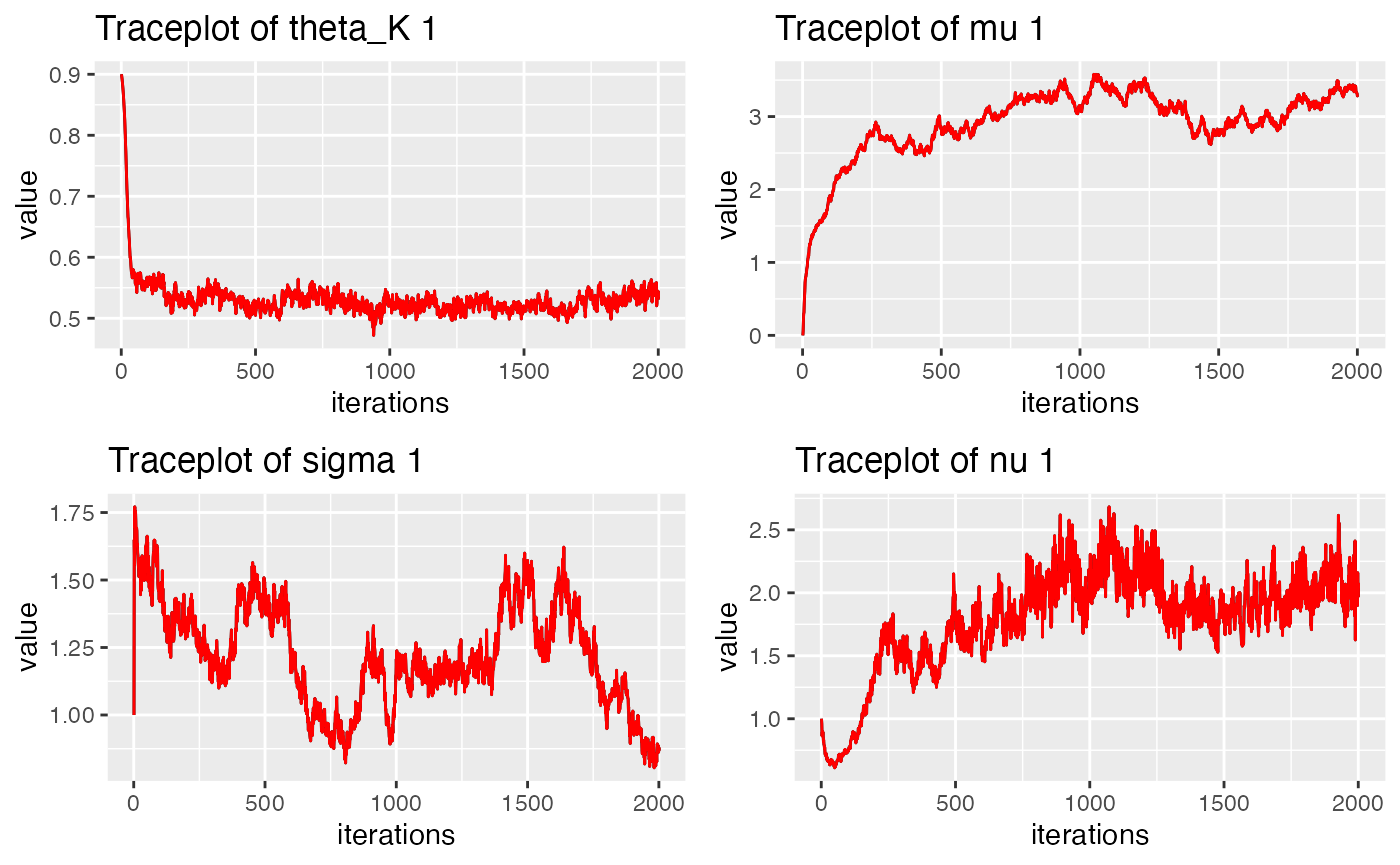 Traceplot of theta_K 1
0.9
0.8
0.7
0.6
0.5
value
0 500 1000 1500 2000
iterations
Traceplot of mu 1
3
2
1
0
value
0 500 1000 1500 2000
iterations
Traceplot of sigma 1
1.75
1.50
1.25
1.00
value
0 500 1000 1500 2000
iterations
Traceplot of nu 1
2.5
2.0
1.5
1.0
value
0 500 1000 1500 2000
iterations